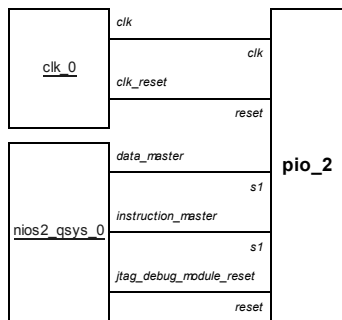 clk
clk_0
clk
clk_reset
reset
data_master
pio_2
s1
nios2_qsys_0
instruction_master
s1
jtag_debug_module_reset
reset